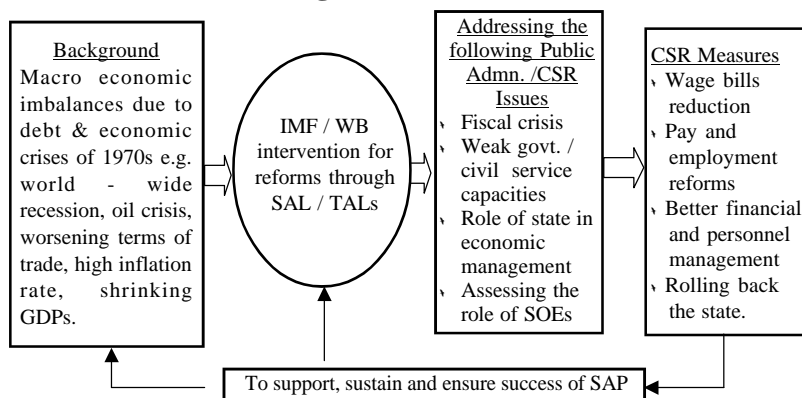 Background
Macro economic
imbalances due to
debt & economic
crises of 1970s e.g.
world - wide
recession, oil crisis,
worsening terms of
trade, high inflation
rate, shrinking
GDPs.
IMF / WB
intervention for
reforms through
SAL / TALs
Addressing the
following Public
Admn. /CSR
Issues
Fiscal crisis
Weak govt. /
civil service
capacities
Role of state in
economic
management
Assessing the
role of SOEs
CSR Measures
Wage bills
reduction
Pay and
employment
reforms
Better financial
and personnel
management
Rolling back
the state.
To support, sustain and ensure success of SAP